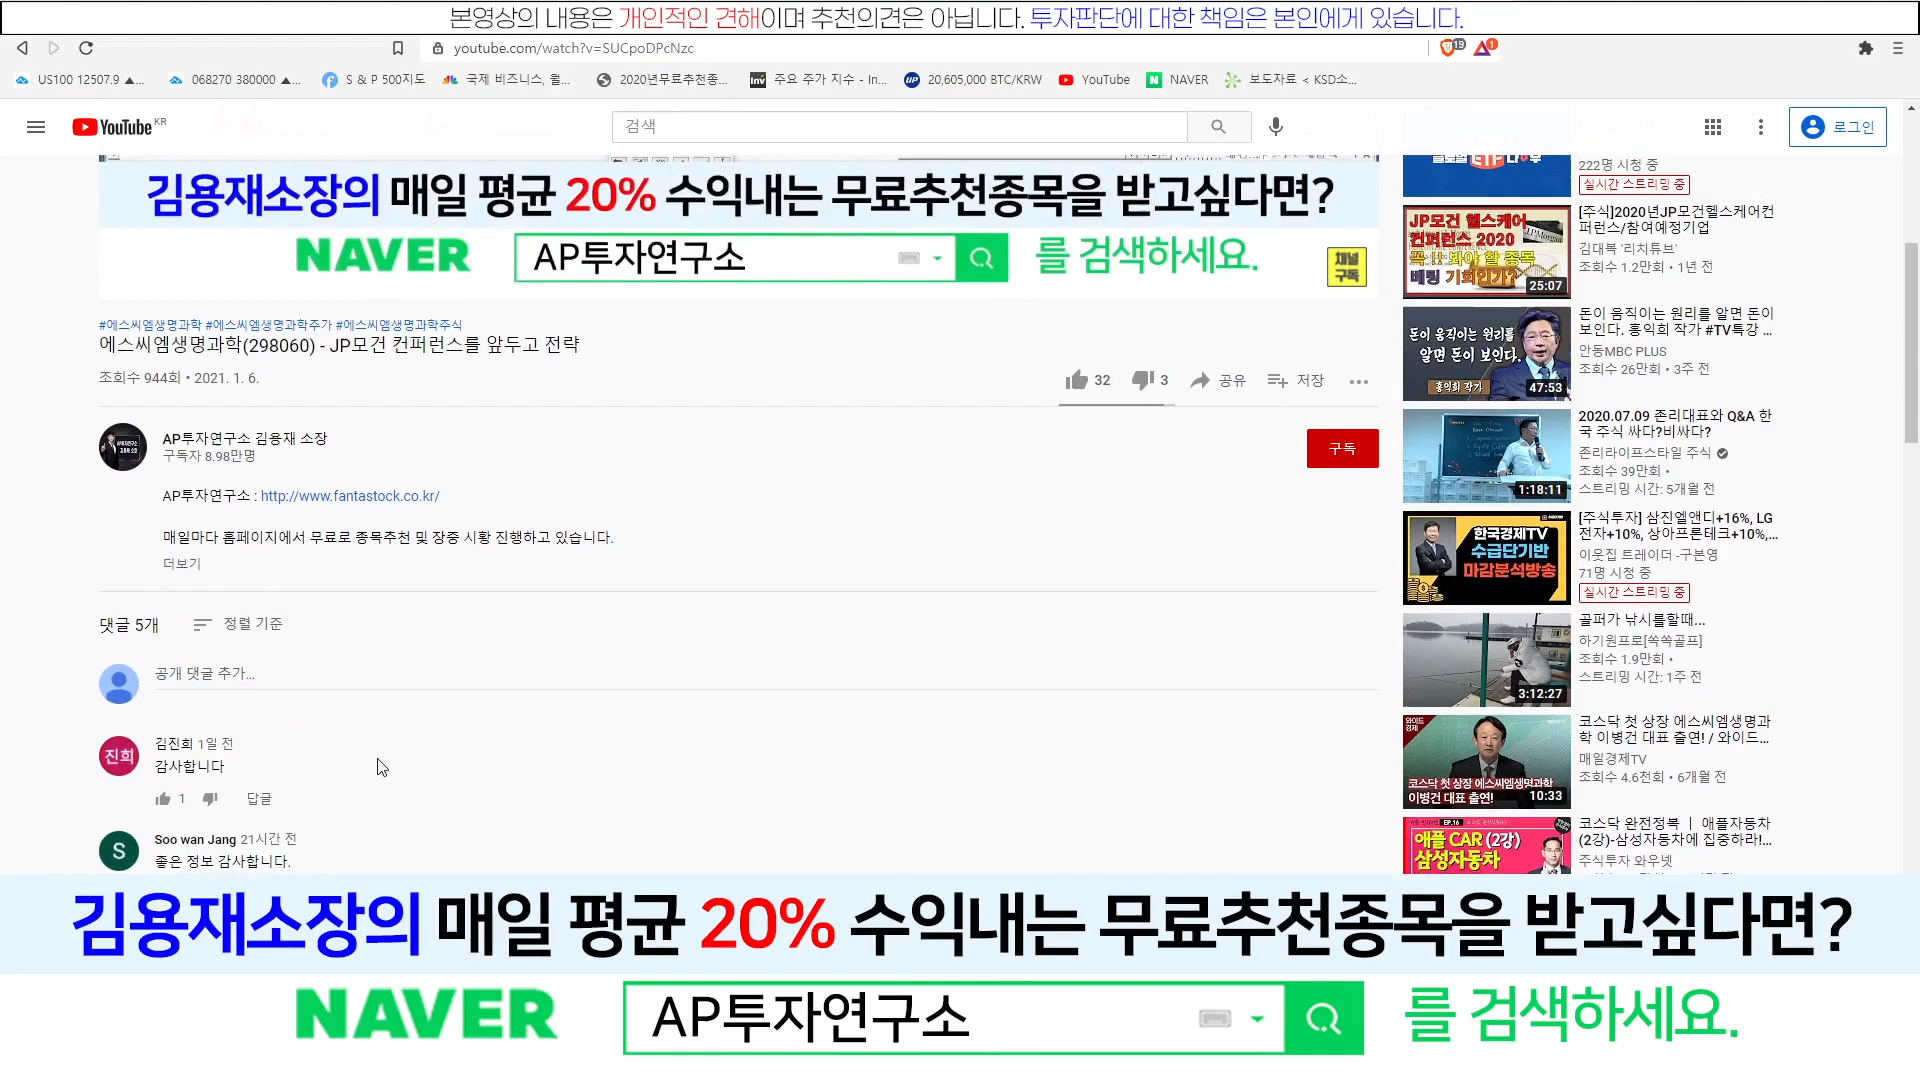 본영상의 내용은 개인적인 견해이며 추천의견은 아닙니다. 투자판단에 대한 책임은 본인에게 있습니다.
youtube.com/watch?v=SUCpoDPcNzc
19
1
US100 12507.9 ▲...
068270 380000 ▲...
S & P 500지도
국제 비즈니스, 월...
2020년무료추천종...
Inv 주요 주가 지수 - In...
UP 20,605,000 BTC/KRW
YouTube
N NAVER
보도자료 < KSD소...
YouTube KR
검색
로그인
김용재소장의 매일 평균 20% 수익내는 무료추천종목을 받고싶다면?
NAVER AP투자연구소 를 검색하세요.
채널
구독
#에스씨엠생명과학 #에스씨엠생명과학주가 #에스씨엠생명과학주식
에스씨엠생명과학(298060) - JP모건 컨퍼런스를 앞두고 전략
조회수 944회 • 2021. 1. 6.
32
3
공유
저장
AP투자연구소 김용재 소장
구독자 8.98만명
구독
AP투자연구소 : http://www.fantastock.co.kr/
매일마다 홈페이지에서 무료로 종목추천 및 장중 시황 진행하고 있습니다.
더보기
댓글 5개
정렬 기준
공개 댓글 추가...
진희
김진희 1일 전
감사합니다
1
답글
S
Soo wan Jang 21시간 전
좋은 정보 감사합니다.
222명 시청 중
실시간 스트리밍 중
JP모건 헬스케어
컨퍼런스 2020
꼭 봐야 할 종목
베팅 기회인가?
25:07
[주식]2020년JP모건헬스케어컨
퍼런스/참여예정기업
김대복 '리치튜브'
조회수 1.2만회 • 1년 전
돈이 움직이는 원리를
알면 돈이 보인다.
홍익희 작가
47:53
돈이 움직이는 원리를 알면 돈이
보인다. 홍익희 작가 #TV특강 ...
안동MBC PLUS
조회수 26만회 • 3주 전
1:18:11
2020.07.09 존리대표와 Q&A 한
국 주식 싸다?비싸다?
존리라이프스타일 주식
조회수 39만회 •
스트리밍 시간: 5개월 전
한국경제TV
수급단기반
마감분석방송
[주식투자] 삼진엘앤디+16%, LG
전자+10%, 상아프론테크+10%,...
이웃집 트레이더 -구본영
71명 시청 중
실시간 스트리밍 중
3:12:27
골퍼가 낚시를할때...
하기원프로[쏙쏙골프]
조회수 1.9만회 •
스트리밍 시간: 1주 전
와이드
경제
코스닥 첫 상장 에스씨엠생명과학
이병건 대표 출연!
10:33
코스닥 첫 상장 에스씨엠생명과
학 이병건 대표 출연! / 와이드...
매일경제TV
조회수 4.6천회 • 6개월 전
EP.16
애플 CAR (2강)
삼성자동차
코스닥 완전정복 ㅣ 애플자동차
(2강)-삼성자동차에 집중하라!...
주식투자 와우넷
김용재소장의 매일 평균 20% 수익내는 무료추천종목을 받고싶다면?
NAVER AP투자연구소 를 검색하세요.